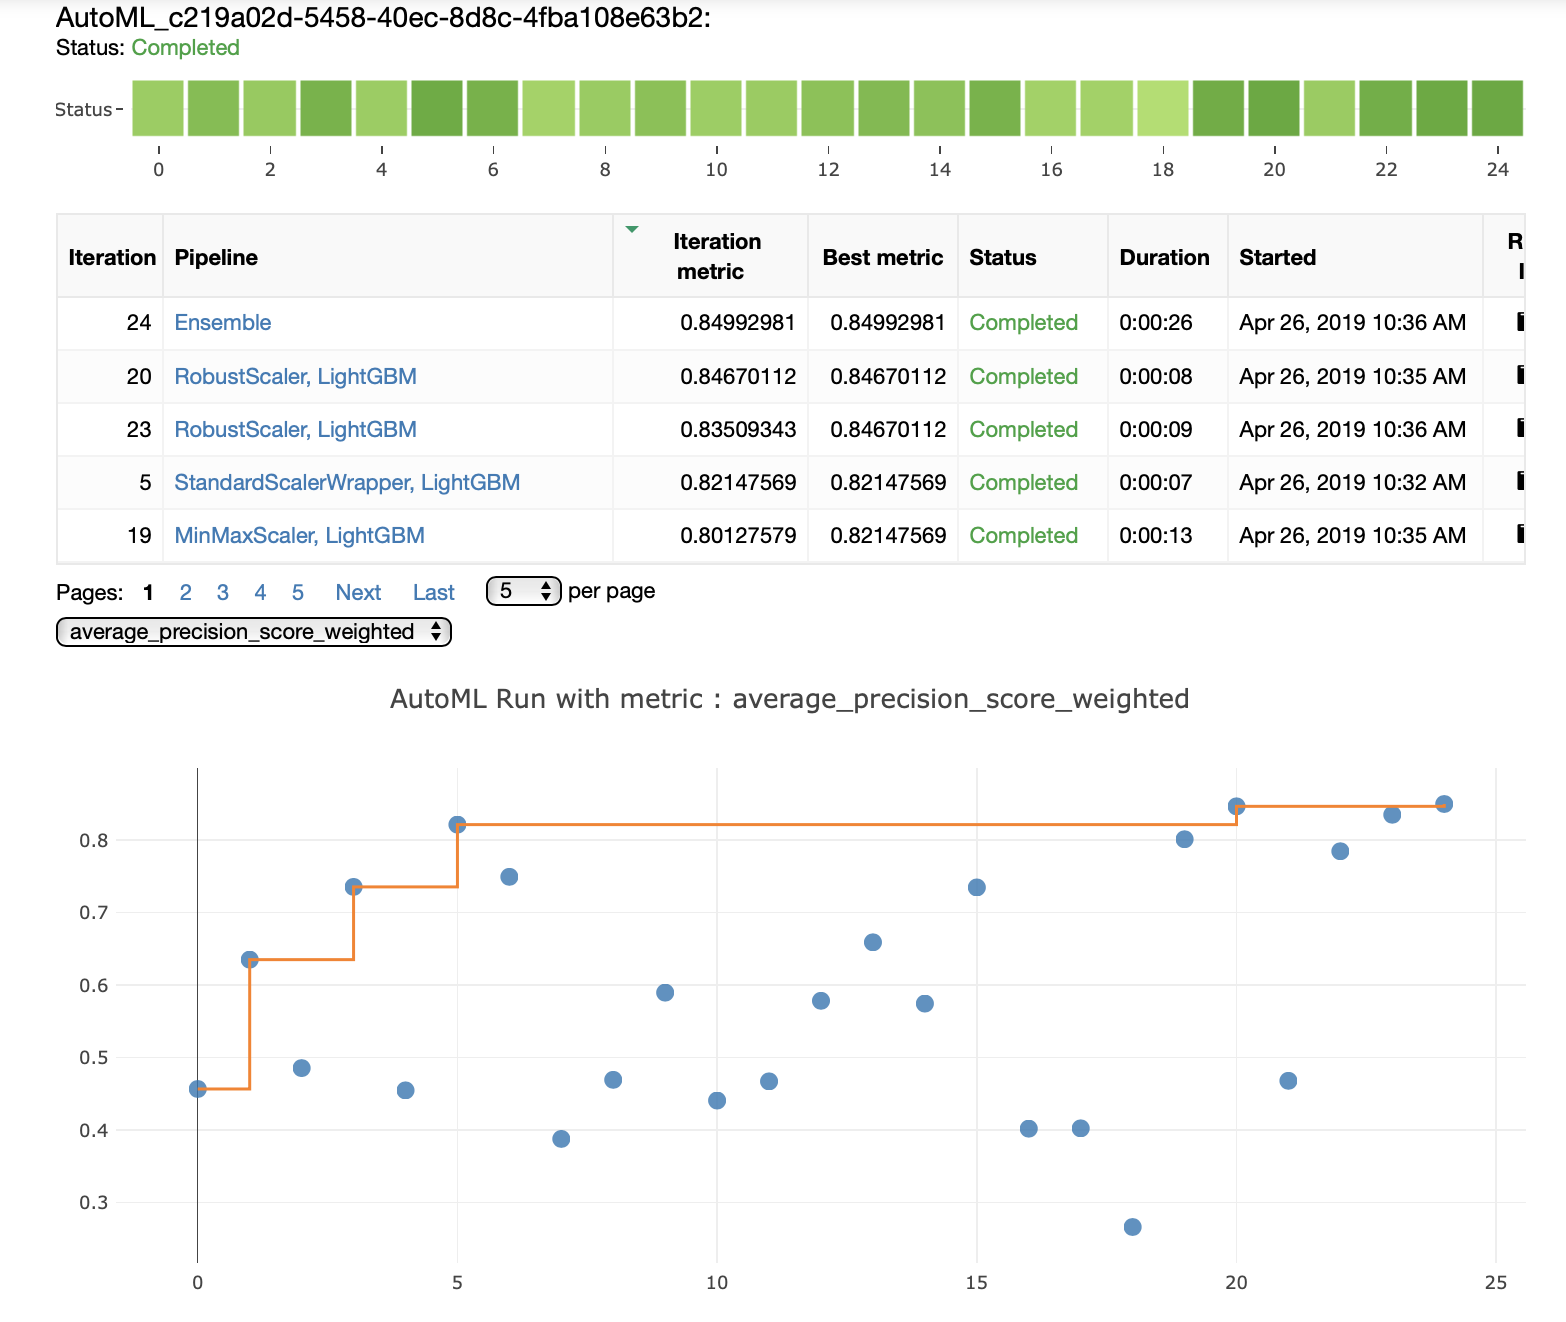 AutoML_c219a02d-5458-40ec-8d8c-4fba108e63b2:
Status: Completed
Status
0 2 4 6 8 10 12 14 16 18 20 22 24
Iteration Pipeline Iteration metric Best metric Status Duration Started
24 Ensemble 0.84992981 0.84992981 Completed 0:00:26 Apr 26, 2019 10:36 AM
20 RobustScaler, LightGBM 0.84670112 0.84670112 Completed 0:00:08 Apr 26, 2019 10:35 AM
23 RobustScaler, LightGBM 0.83509343 0.84670112 Completed 0:00:09 Apr 26, 2019 10:36 AM
5 StandardScalerWrapper, LightGBM 0.82147569 0.82147569 Completed 0:00:07 Apr 26, 2019 10:32 AM
19 MinMaxScaler, LightGBM 0.80127579 0.82147569 Completed 0:00:13 Apr 26, 2019 10:35 AM
Pages: 1 2 3 4 5 Next Last 5 per page
average_precision_score_weighted
AutoML Run with metric : average_precision_score_weighted
0.8
0.7
0.6
0.5
0.4
0.3
0 5 10 15 20 25